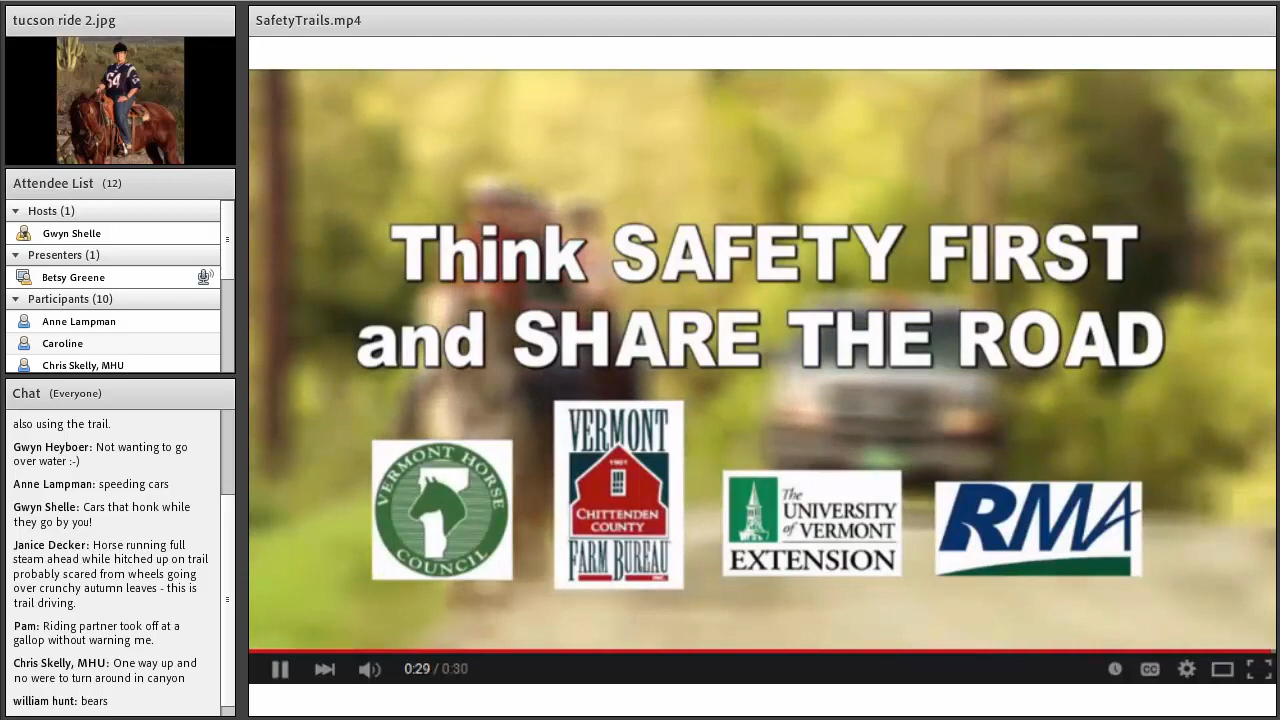 tucson ride 2.jpg
54
Attendee List (12)
Hosts (1)
Gwyn Shelle
Presenters (1)
Betsy Greene
Participants (10)
Anne Lampman
Caroline
Chris Skelly, MHU
Chat (Everyone)
also using the trail.
Gwyn Heyboer: Not wanting to go
over water :-)
Anne Lampman: speeding cars
Gwyn Shelle: Cars that honk while
they go by you!
Janice Decker: Horse running full
steam ahead while hitched up on trail
probably scared from wheels going
over crunchy autumn leaves - this is
trail driving.
Pam: Riding partner took off at a
gallop without warning me.
Chris Skelly, MHU: One way up and
no were to turn around in canyon
william hunt: bears
SafetyTrails.mp4
Think SAFETY FIRST
and SHARE THE ROAD
VERMONT HORSE
COUNCIL
VERMONT
1901
CHITTENDEN
COUNTY
FARM BUREAU
INC.
The
UNIVERSITY
of VERMONT
EXTENSION
RMA
0:29 / 0:30
CC